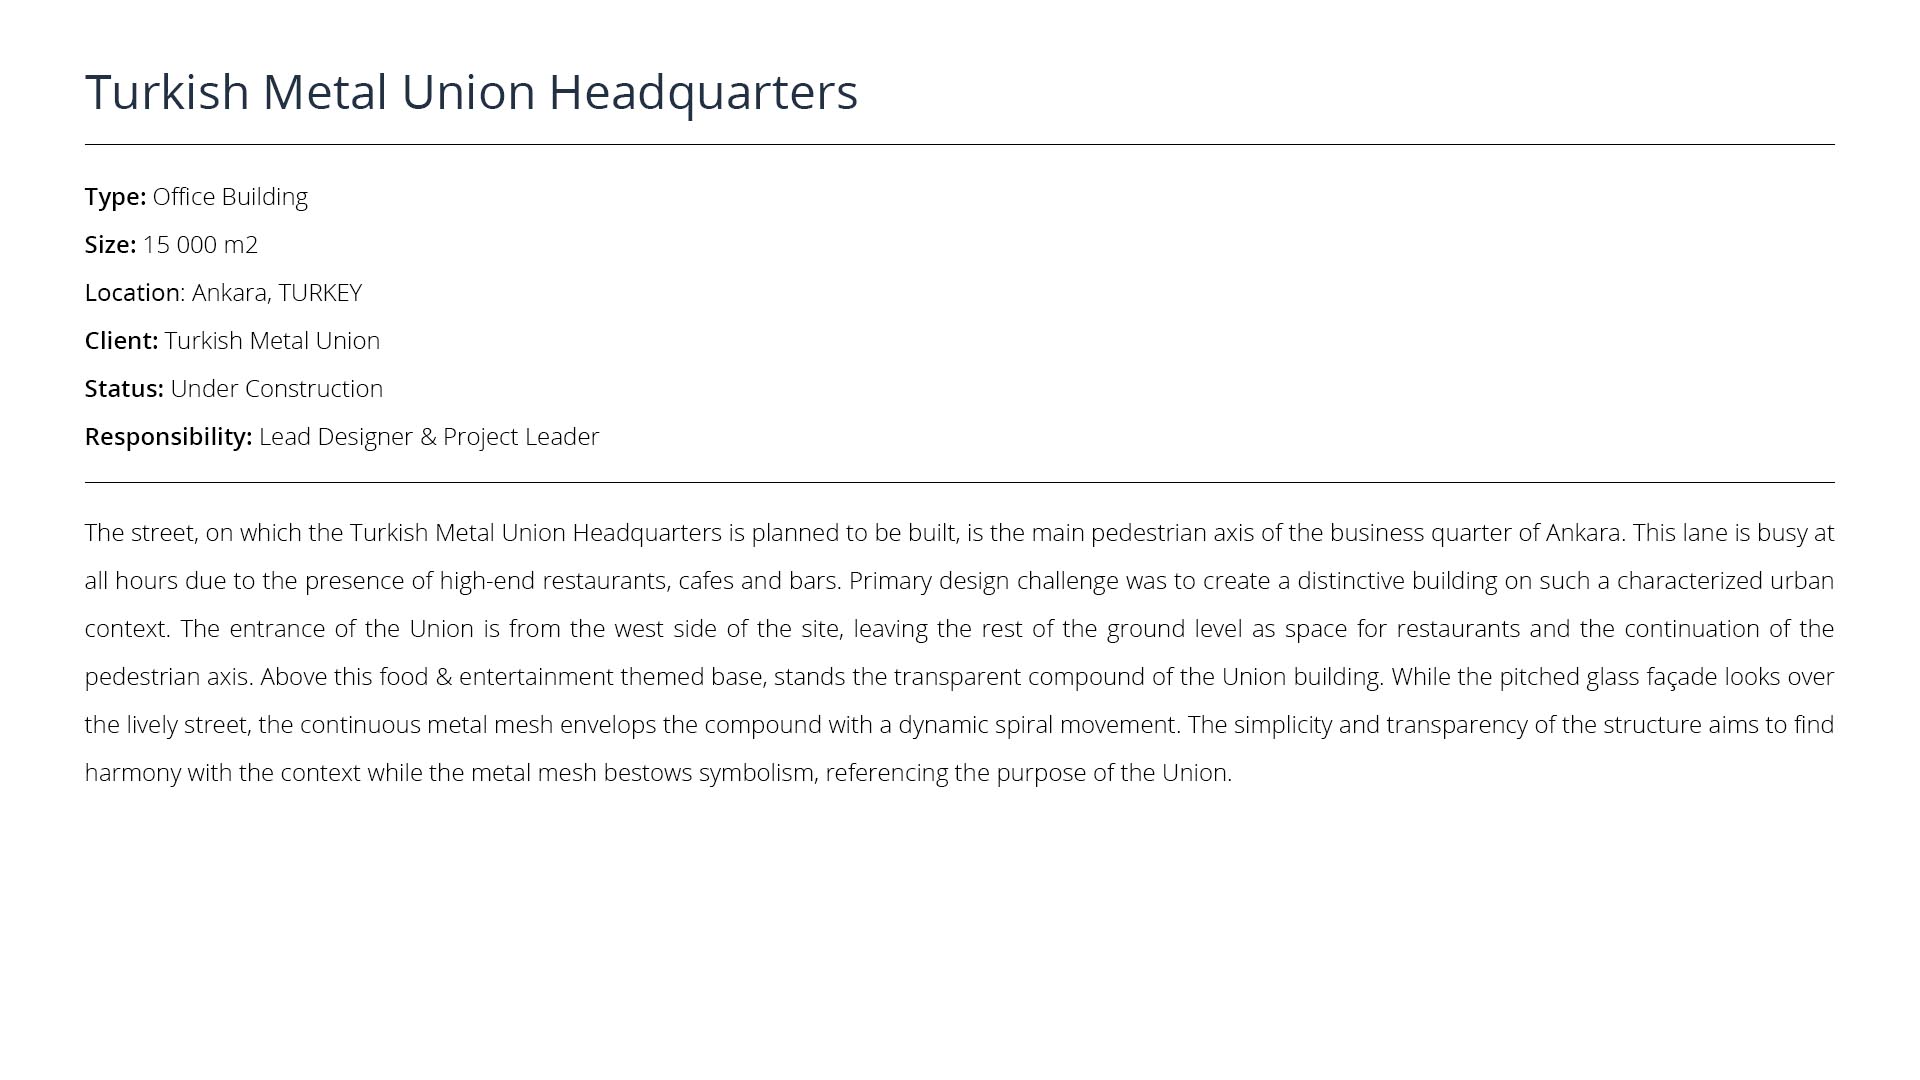 Turkish Metal Union Headquarters
Type: Office Building
Size: 15 000 m2
Location: Ankara, TURKEY
Client: Turkish Metal Union
Status: Under Construction
Responsibility: Lead Designer & Project Leader
The street, on which the Turkish Metal Union Headquarters is planned to be built, is the main pedestrian axis of the business quarter of Ankara. This lane is busy at
all hours due to the presence of high-end restaurants, cafes and bars. Primary design challenge was to create a distinctive building on such a characterized urban
context. The entrance of the Union is from the west side of the site, leaving the rest of the ground level as space for restaurants and the continuation of the
pedestrian axis. Above this food & entertainment themed base, stands the transparent compound of the Union building. While the pitched glass façade looks over
the lively street, the continuous metal mesh envelops the compound with a dynamic spiral movement. The simplicity and transparency of the structure aims to find
harmony with the context while the metal mesh bestows symbolism, referencing the purpose of the Union.